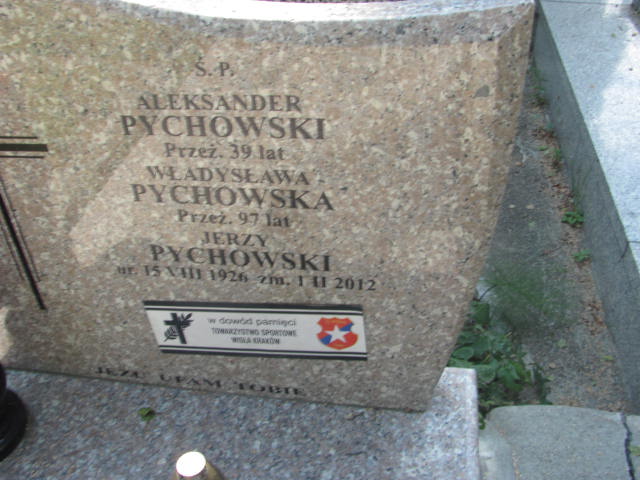 Ś. P.
ALEKSANDER
PYCHOWSKI
Przeż. 39 lat
WŁADYSŁAWA
PYCHOWSKA
Przeż. 97 lat
JERZY
PYCHOWSKI
ur. 15 VIII 1926 zm. 1 II 2012
w dowód pamięci
TOWARZYSTWO SPORTOWE
WISŁA KRAKÓW
JEZU UFAM TOBIE